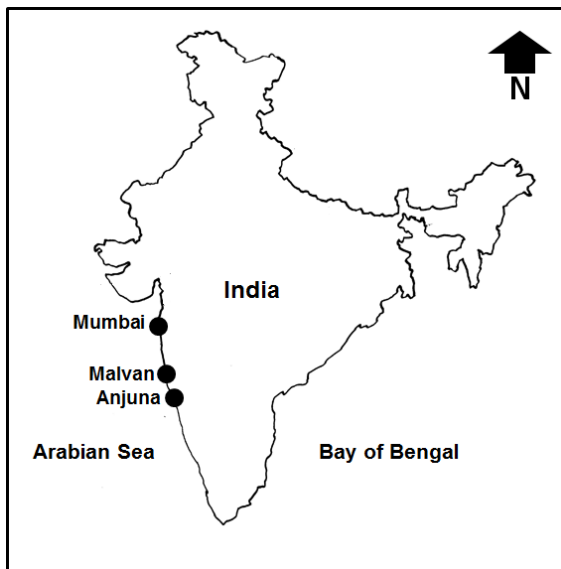 N
India
Mumbai
Malvan
Anjuna
Arabian Sea
Bay of Bengal